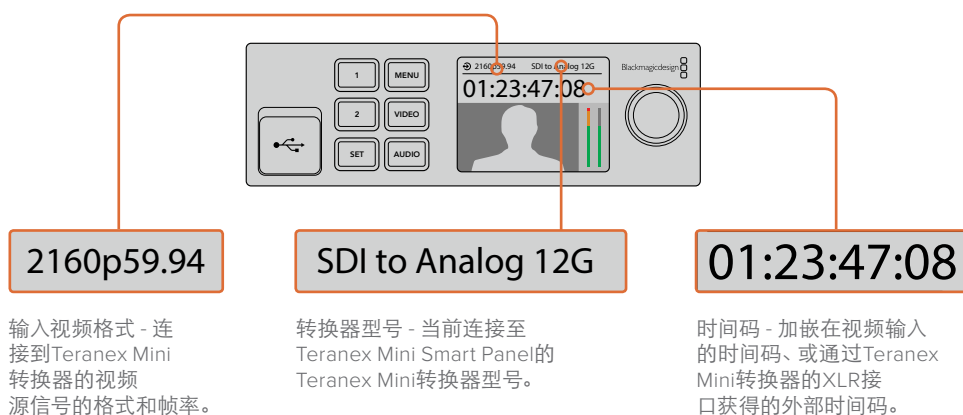 2160p59.94 SDI to Analog 12G
01:23:47:08
Blackmagicdesign
1 MENU
2 VIDEO
SET AUDIO
2160p59.94
SDI to Analog 12G
01:23:47:08
输入视频格式 - 连
接到Teranex Mini
转换器的视频
源信号的格式和帧率。
转换器型号 - 当前连接至
Teranex Mini Smart Panel的
Teranex Mini转换器型号。
时间码 - 加嵌在视频输入
的时间码、或通过Teranex
Mini转换器的XLR接
口获得的外部时间码。